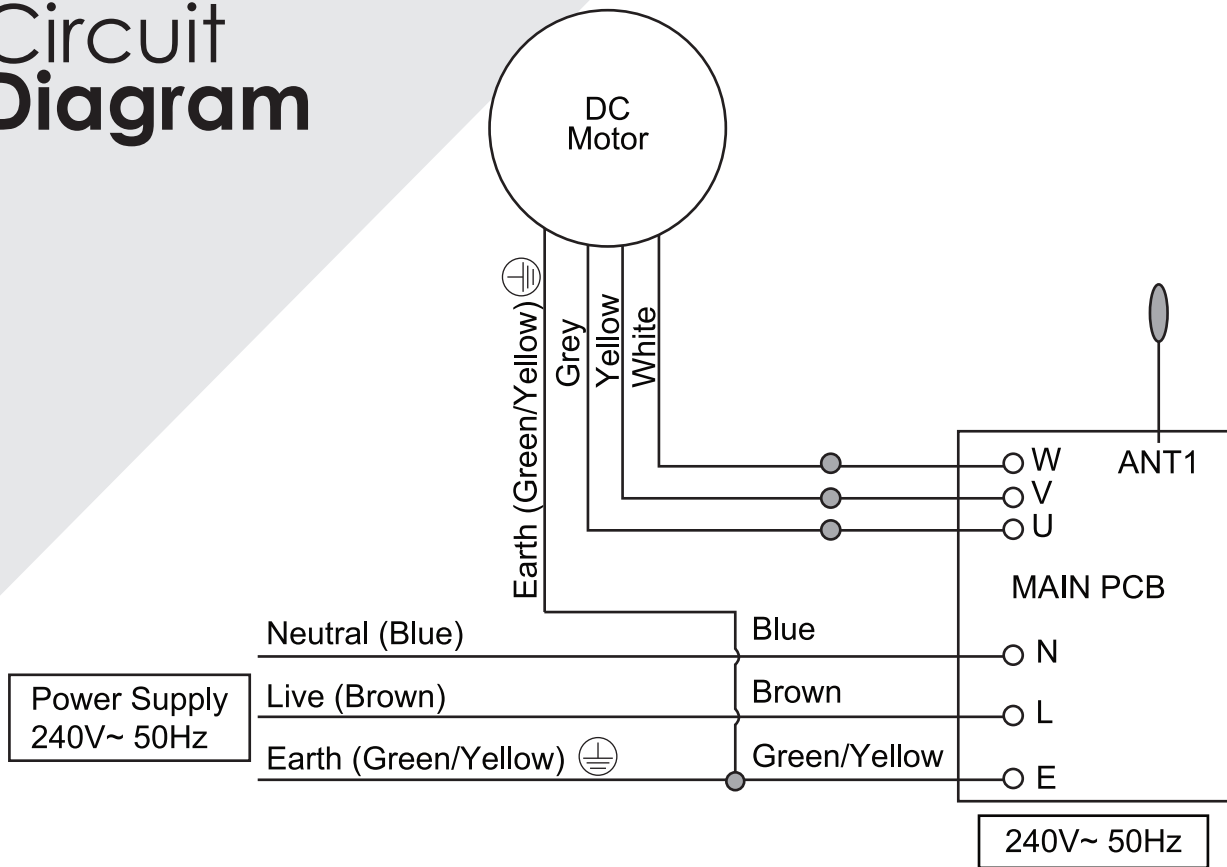 Circuit
Diagram
DC
Motor
Earth (Green/Yellow)
Grey
Yellow
White
W
ANT1
V
U
MAIN PCB
Neutral (Blue)
Blue
N
Power Supply
240V~ 50Hz
Live (Brown)
Brown
L
Earth (Green/Yellow)
Green/Yellow
E
240V~ 50Hz